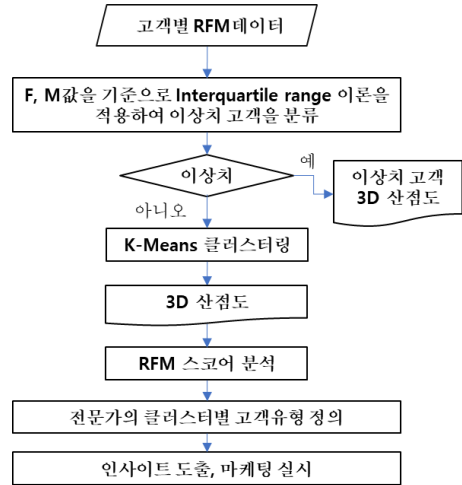 고객별 RFM데이터
F, M값을 기준으로 Interquartile range 이론을
적용하여 이상치 고객을 분류
이상치
예
이상치 고객
3D 산점도
아니오
K-Means 클러스터링
3D 산점도
RFM 스코어 분석
전문가의 클러스터별 고객유형 정의
인사이트 도출, 마케팅 실시